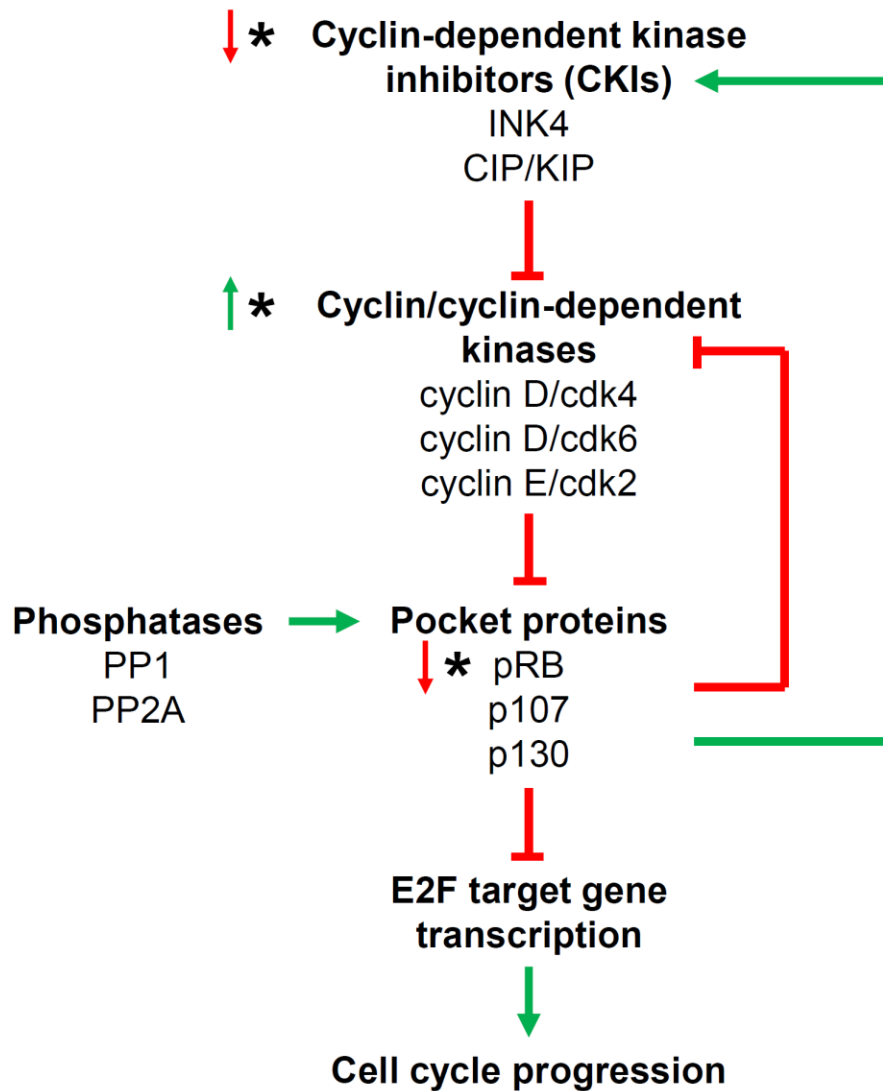 * Cyclin-dependent kinase
inhibitors (CKIs)
INK4
CIP/KIP
* Cyclin/cyclin-dependent
kinases
cyclin D/cdk4
cyclin D/cdk6
cyclin E/cdk2
Phosphatases
PP1
PP2A
Pocket proteins
* pRB
p107
p130
E2F target gene
transcription
Cell cycle progression